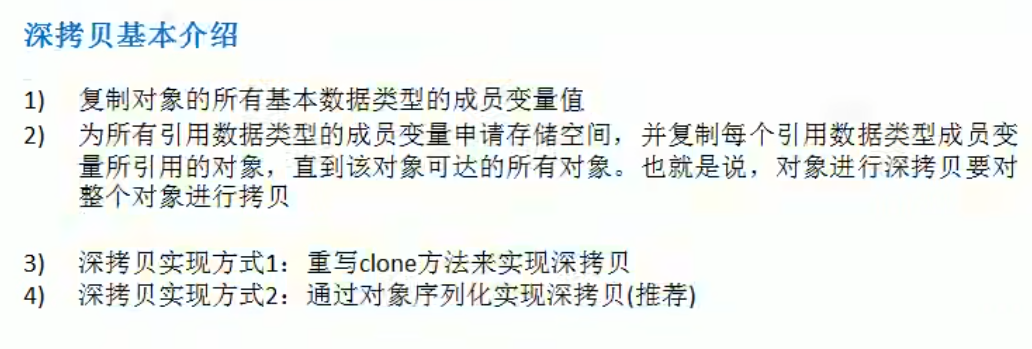 深拷贝基本介绍
1) 复制对象的所有基本数据类型的成员变量值
2) 为所有引用数据类型的成员变量申请存储空间，并复制每个引用数据类型成员变
量所引用的对象，直到该对象可达的所有对象。也就是说，对象进行深拷贝要对
整个对象进行拷贝
3) 深拷贝实现方式1：重写clone方法来实现深拷贝
4) 深拷贝实现方式2：通过对象序列化实现深拷贝(推荐)